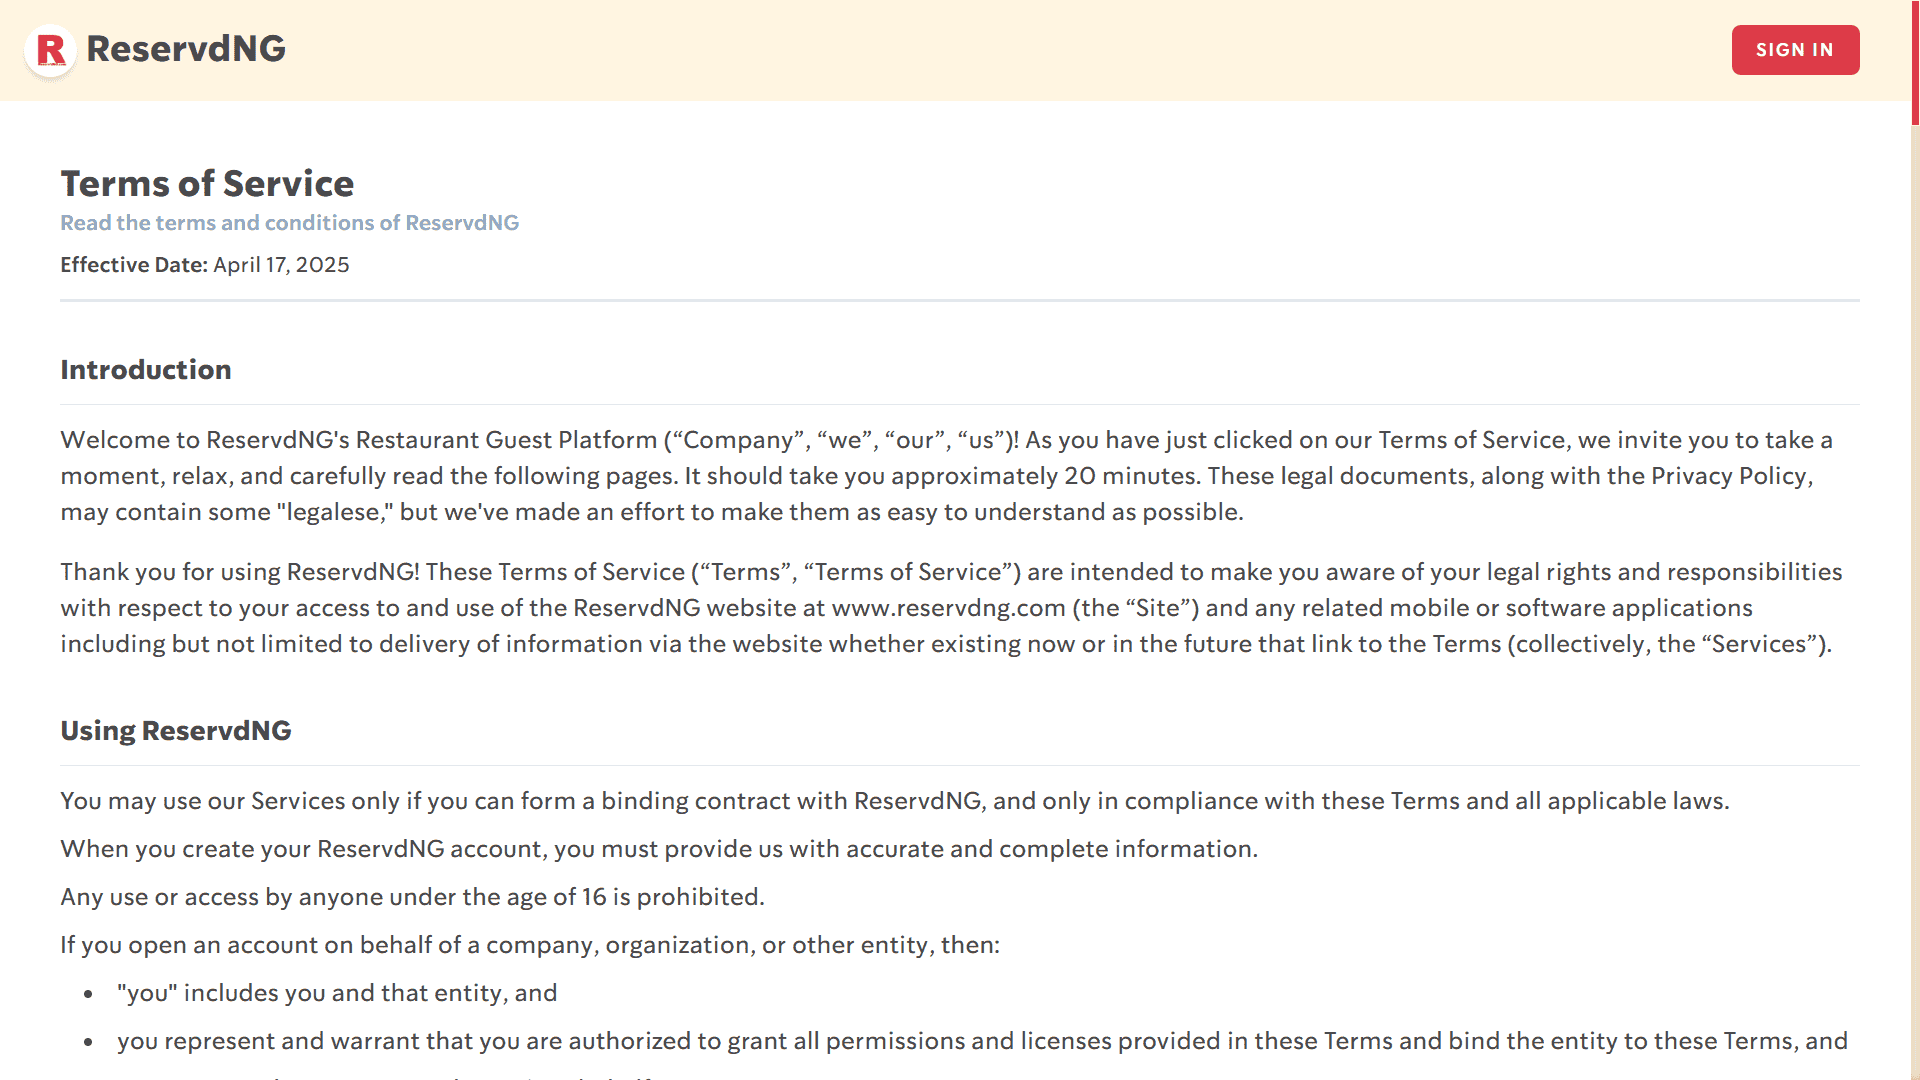 R ReservdNG
SIGN IN
Terms of Service
Read the terms and conditions of ReservdNG
Effective Date: April 17, 2025
Introduction
Welcome to ReservdNG's Restaurant Guest Platform (“Company”, “we”, “our”, “us”)! As you have just clicked on our Terms of Service, we invite you to take a
moment, relax, and carefully read the following pages. It should take you approximately 20 minutes. These legal documents, along with the Privacy Policy,
may contain some "legalese," but we've made an effort to make them as easy to understand as possible.
Thank you for using ReservdNG! These Terms of Service (“Terms”, “Terms of Service”) are intended to make you aware of your legal rights and responsibilities
with respect to your access to and use of the ReservdNG website at www.reservdng.com (the “Site”) and any related mobile or software applications
including but not limited to delivery of information via the website whether existing now or in the future that link to the Terms (collectively, the “Services”).
Using ReservdNG
You may use our Services only if you can form a binding contract with ReservdNG, and only in compliance with these Terms and all applicable laws.
When you create your ReservdNG account, you must provide us with accurate and complete information.
Any use or access by anyone under the age of 16 is prohibited.
If you open an account on behalf of a company, organization, or other entity, then:
• "you" includes you and that entity, and
• you represent and warrant that you are authorized to grant all permissions and licenses provided in these Terms and bind the entity to these Terms, and